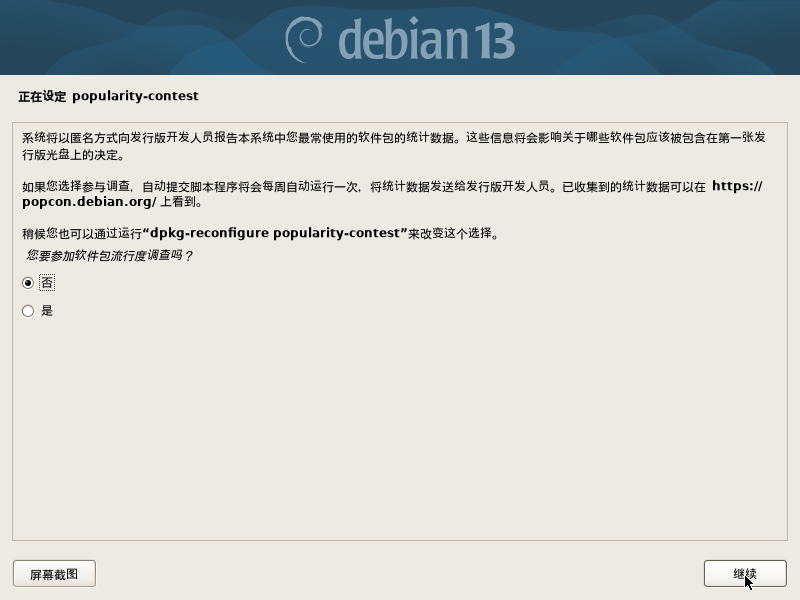 debian 13
正在设定 popularity-contest
系统将以匿名方式向发行版开发人员报告本系统中您最常使用的软件包的统计数据。这些信息将会影响关于哪些软件包应该被包含在第一张发
行版光盘上的决定。
如果您选择参与调查，自动提交脚本程序将会每周自动运行一次，将统计数据发送给发行版开发人员。已收集到的统计数据可以在 https://
popcon.debian.org/ 上看到。
稍候您也可以通过运行“dpkg-reconfigure popularity-contest”来改变这个选择。
您要参加软件包流行度调查吗？
否
是
屏幕截图
继续